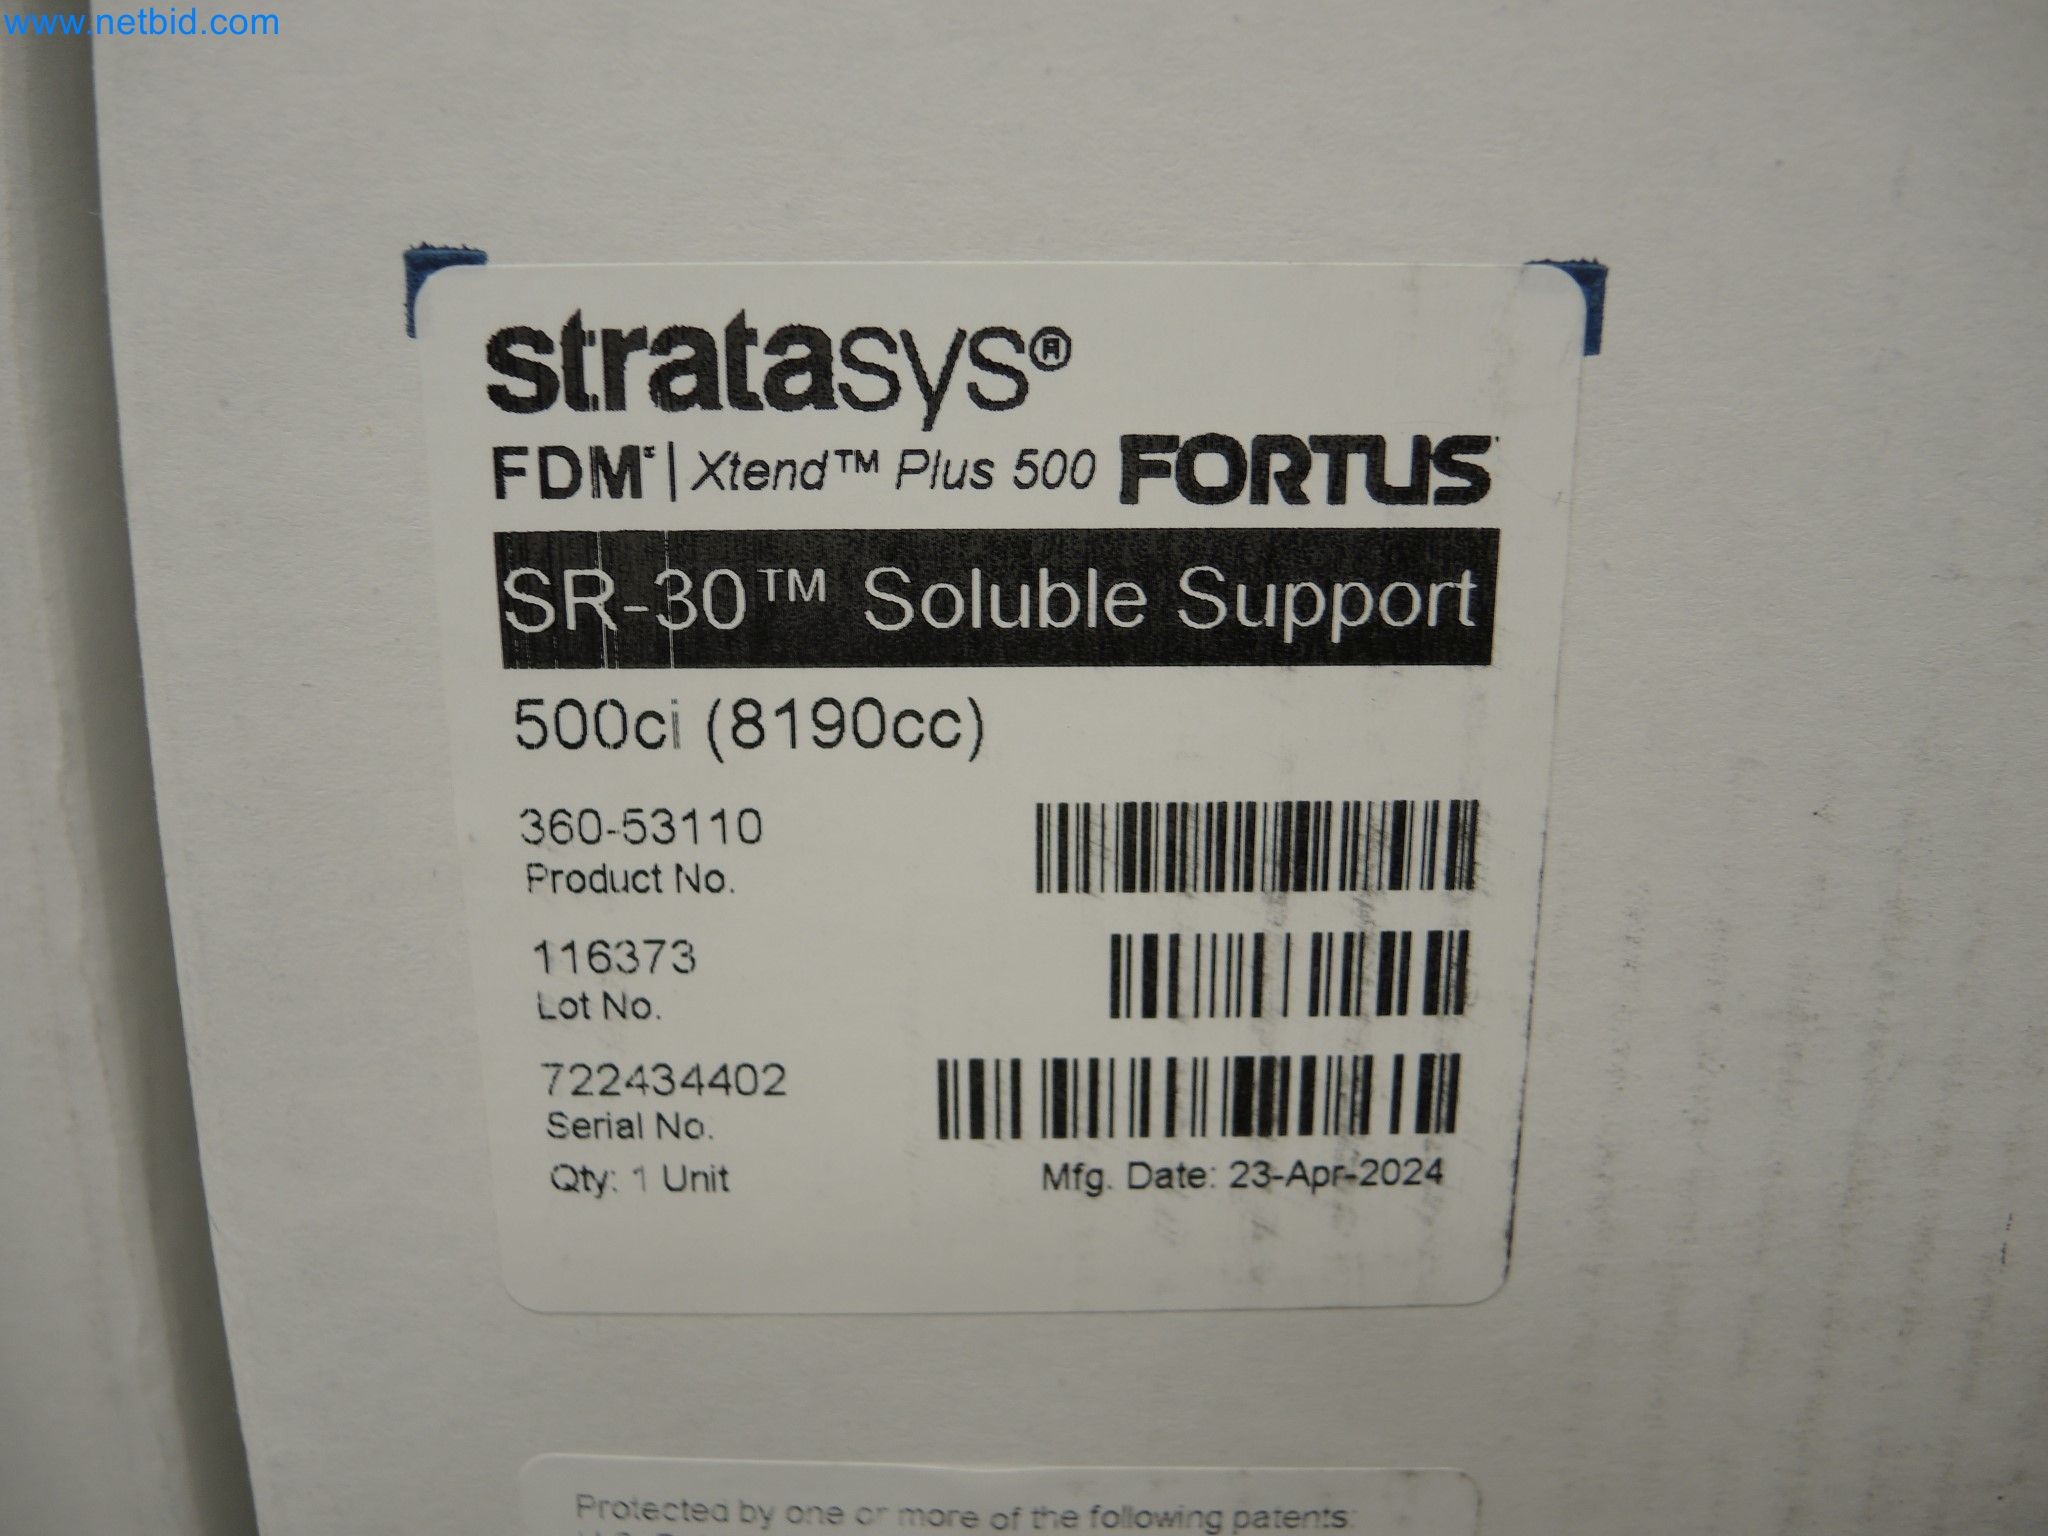 www.netbid.com
stratasys®
FDM® | Xtend™ Plus 500 FORTUS
SR-30™ Soluble Support
500ci (8190cc)
360-53110
Product No.
116373
Lot No.
722434402
Serial No.
Qty: 1 Unit Mfg. Date: 23-Apr-2024
Protected by one or more of the following patents: